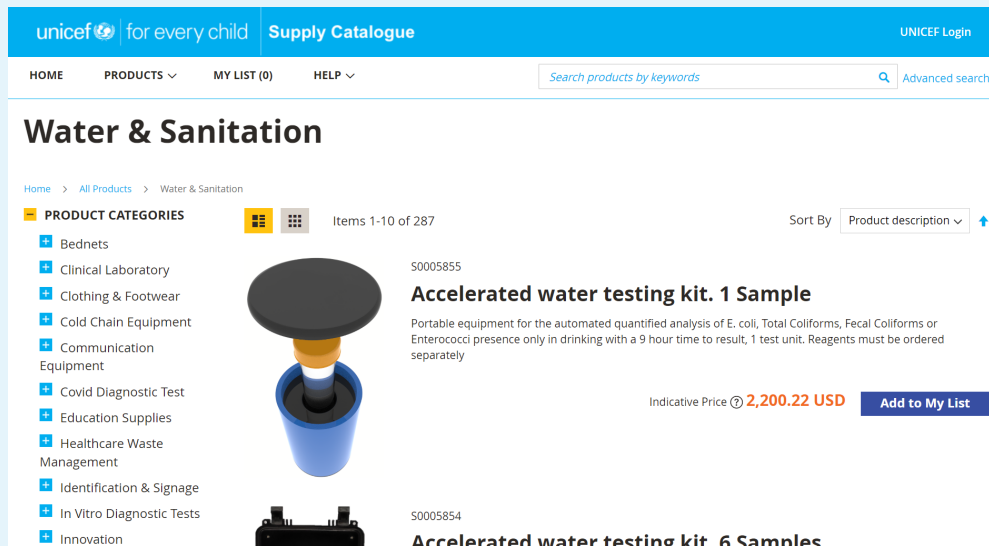 unicef for every child Supply Catalogue UNICEF Login
HOME PRODUCTS MY LIST (0) HELP Search products by keywords Advanced search
Water & Sanitation
Home > All Products > Water & Sanitation
PRODUCT CATEGORIES
Bednets
Clinical Laboratory
Clothing & Footwear
Cold Chain Equipment
Communication
Equipment
Covid Diagnostic Test
Education Supplies
Healthcare Waste
Management
Identification & Signage
In Vitro Diagnostic Tests
Innovation
Items 1-10 of 287 Sort By Product description
S0005855
Accelerated water testing kit. 1 Sample
Portable equipment for the automated quantified analysis of E. coli, Total Coliforms, Fecal Coliforms or
Enterococci presence only in drinking with a 9 hour time to result, 1 test unit. Reagents must be ordered
separately
Indicative Price ? 2,200.22 USD Add to My List
S0005854
Accelerated water testing kit. 6 Samples